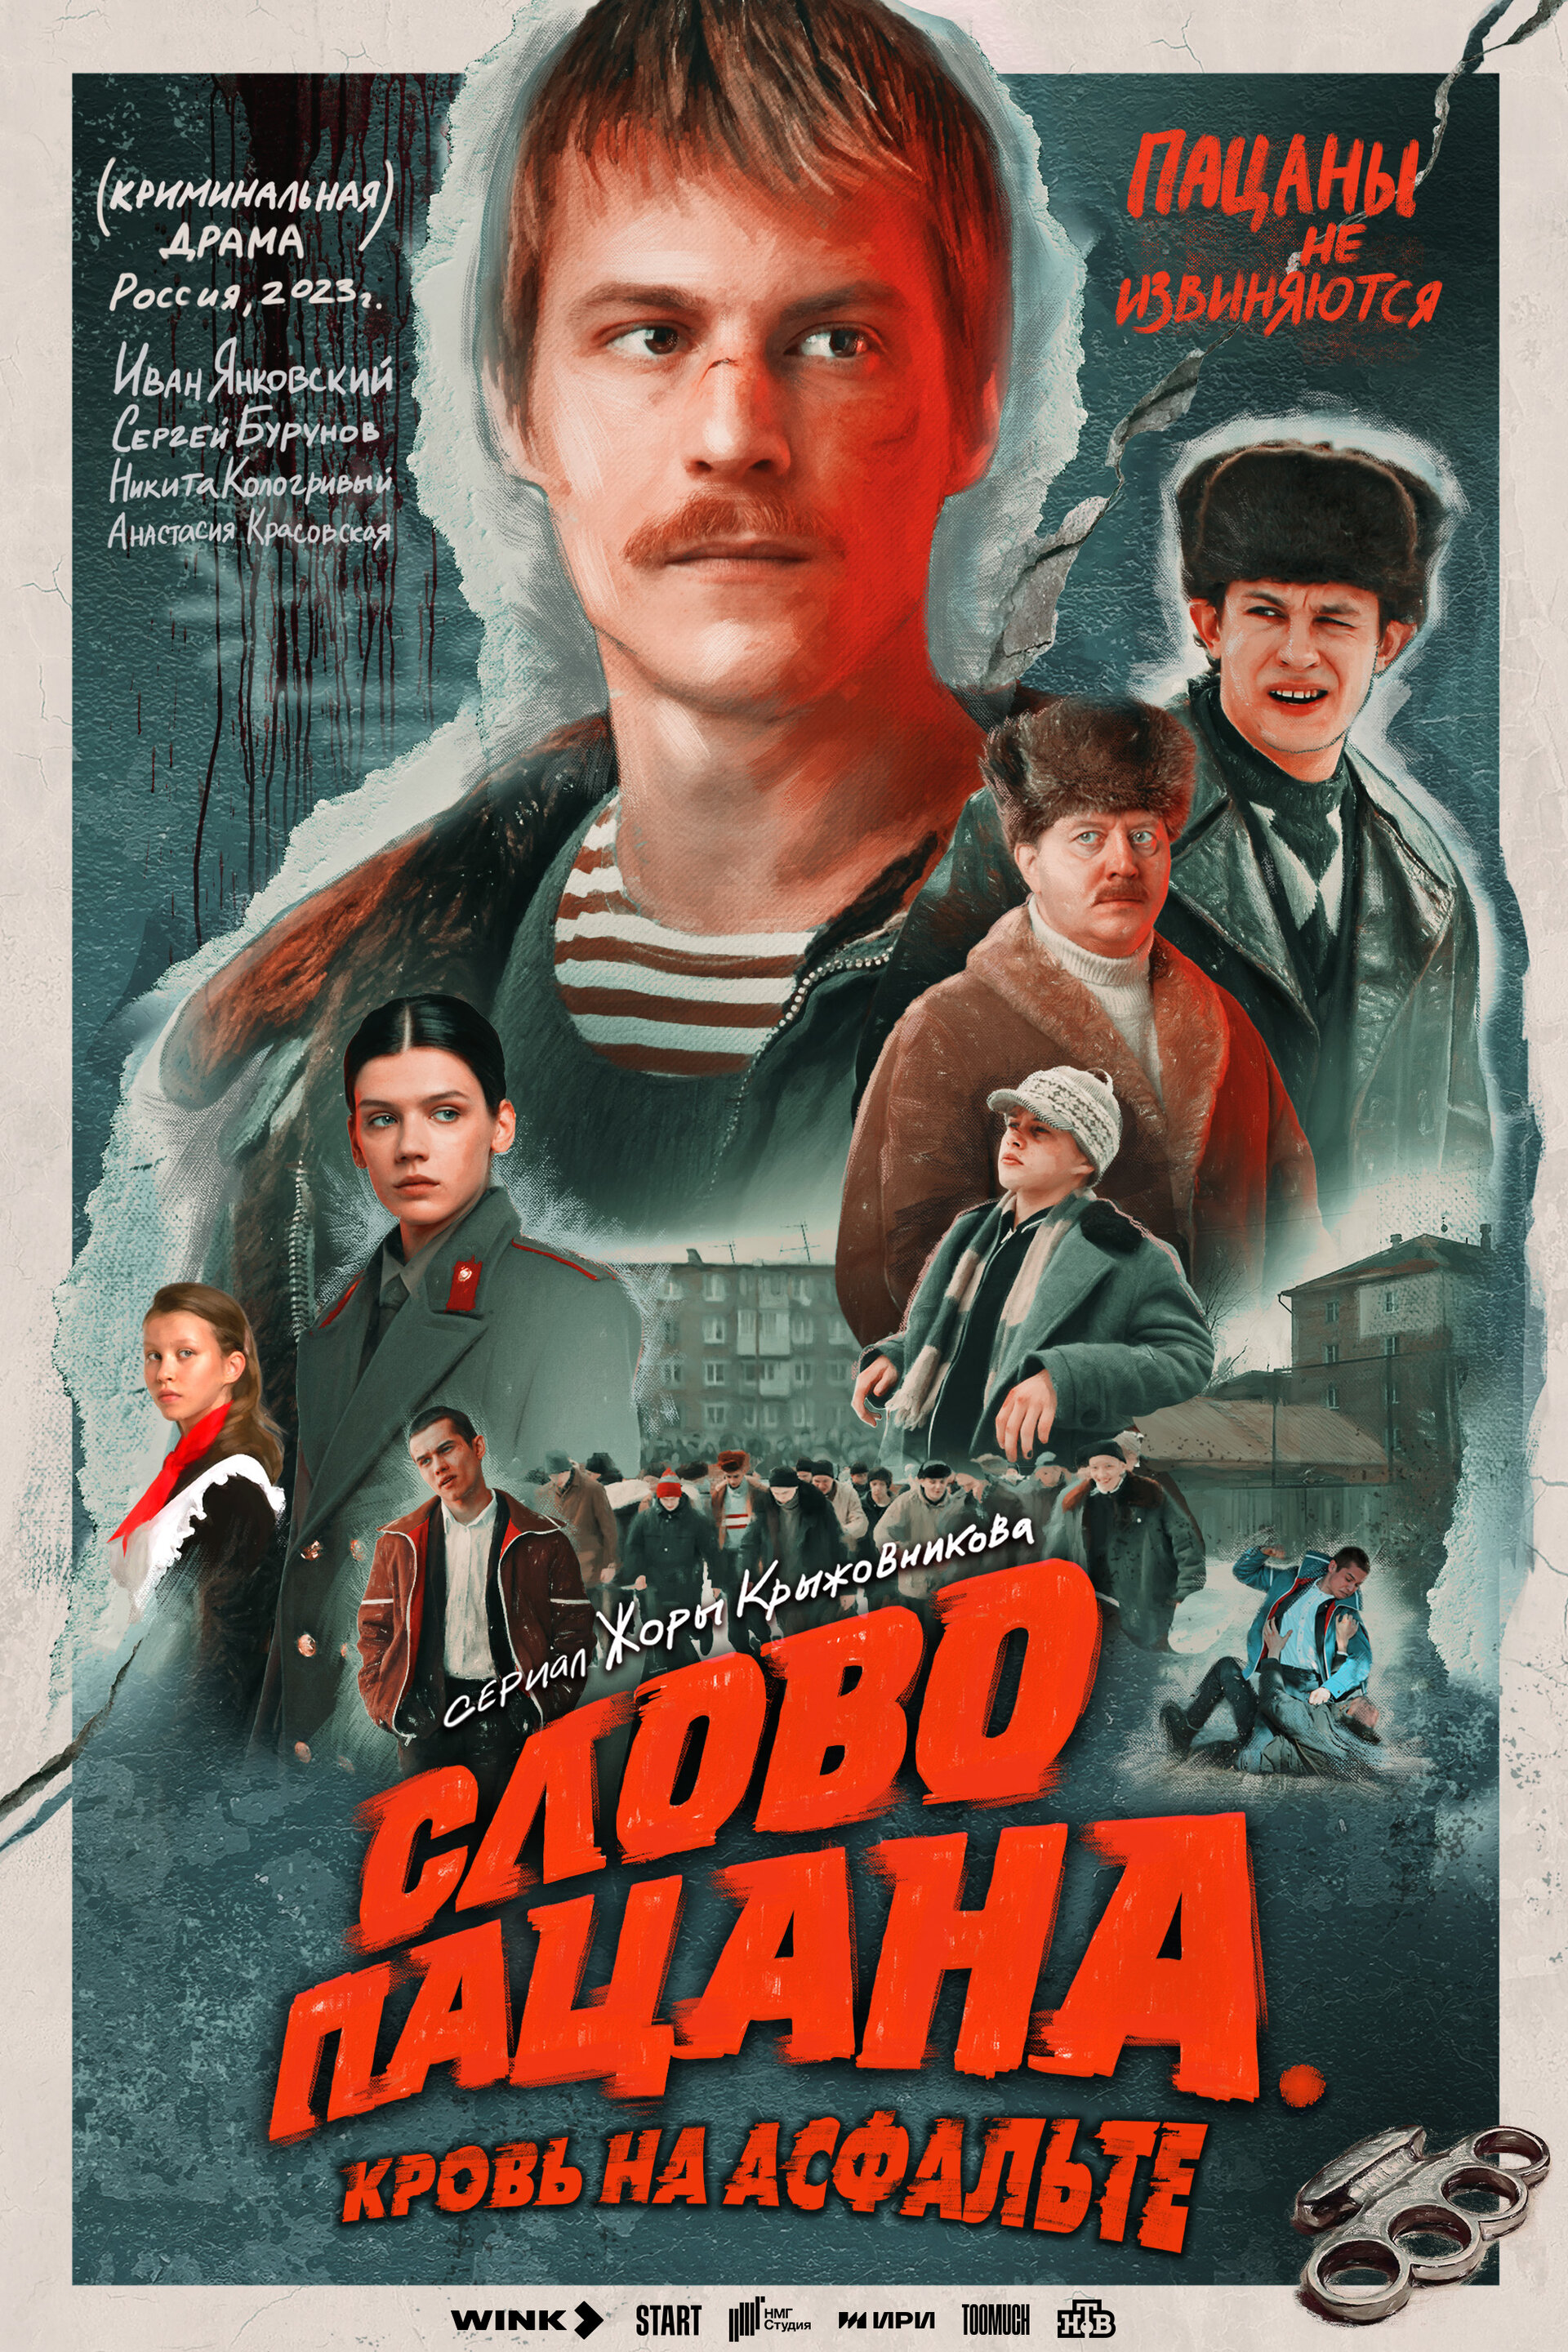 (КРИМИНАЛЬНАЯ)
ДРАМА
РОССИЯ, 2023г.
ИВАН ЯНКОВСКИЙ
СЕРГЕЙ БУРУНОВ
НИКИТА КОЛОГРИВЫЙ
АНАСТАСИЯ КРАСОВСКАЯ
ПАЦАНЫ
НЕ
ИЗВИНЯЮТСЯ
СЕРИАЛ ЖОРЫ КРЫЖОВНИКОВА
СЛОВО
ПАЦАНА.
КРОВЬ НА АСФАЛЬТЕ
WINK START НМГ Студия ИРИ TOOMUCH НТВ